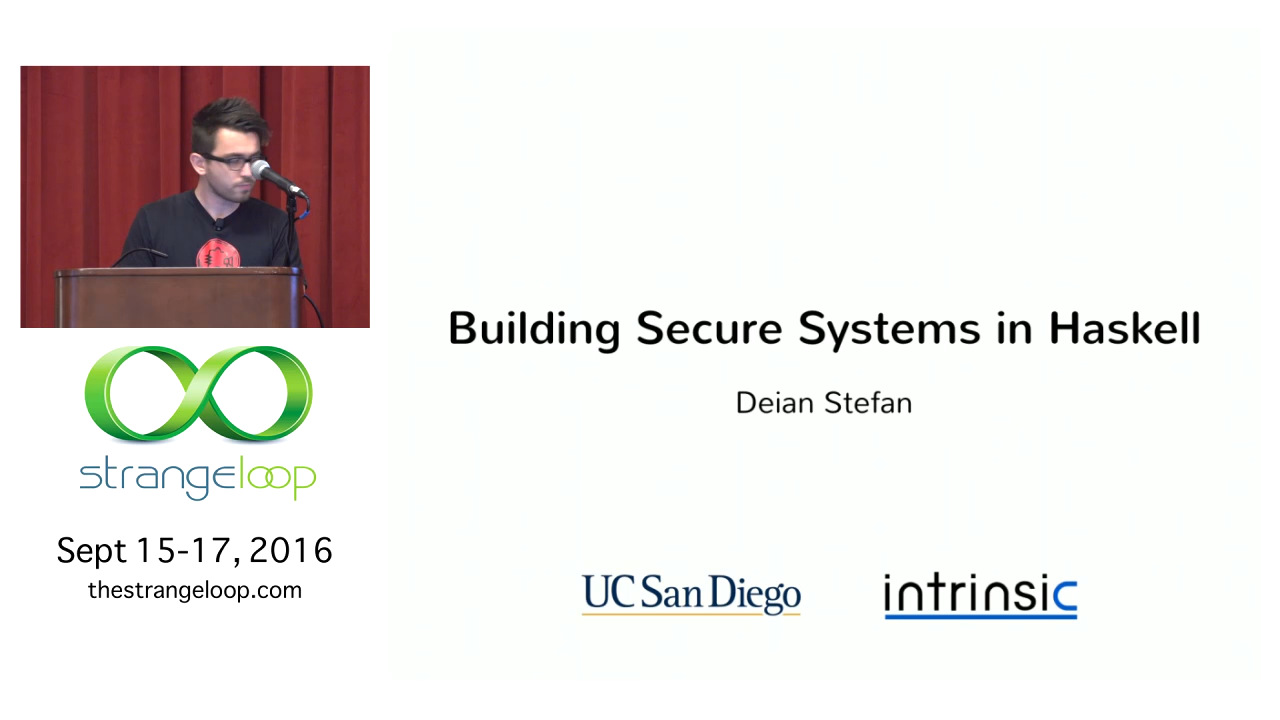 strangeloop
Sept 15-17, 2016
thestrangeloop.com
Building Secure Systems in Haskell
Deian Stefan
UC San Diego
intrinsic